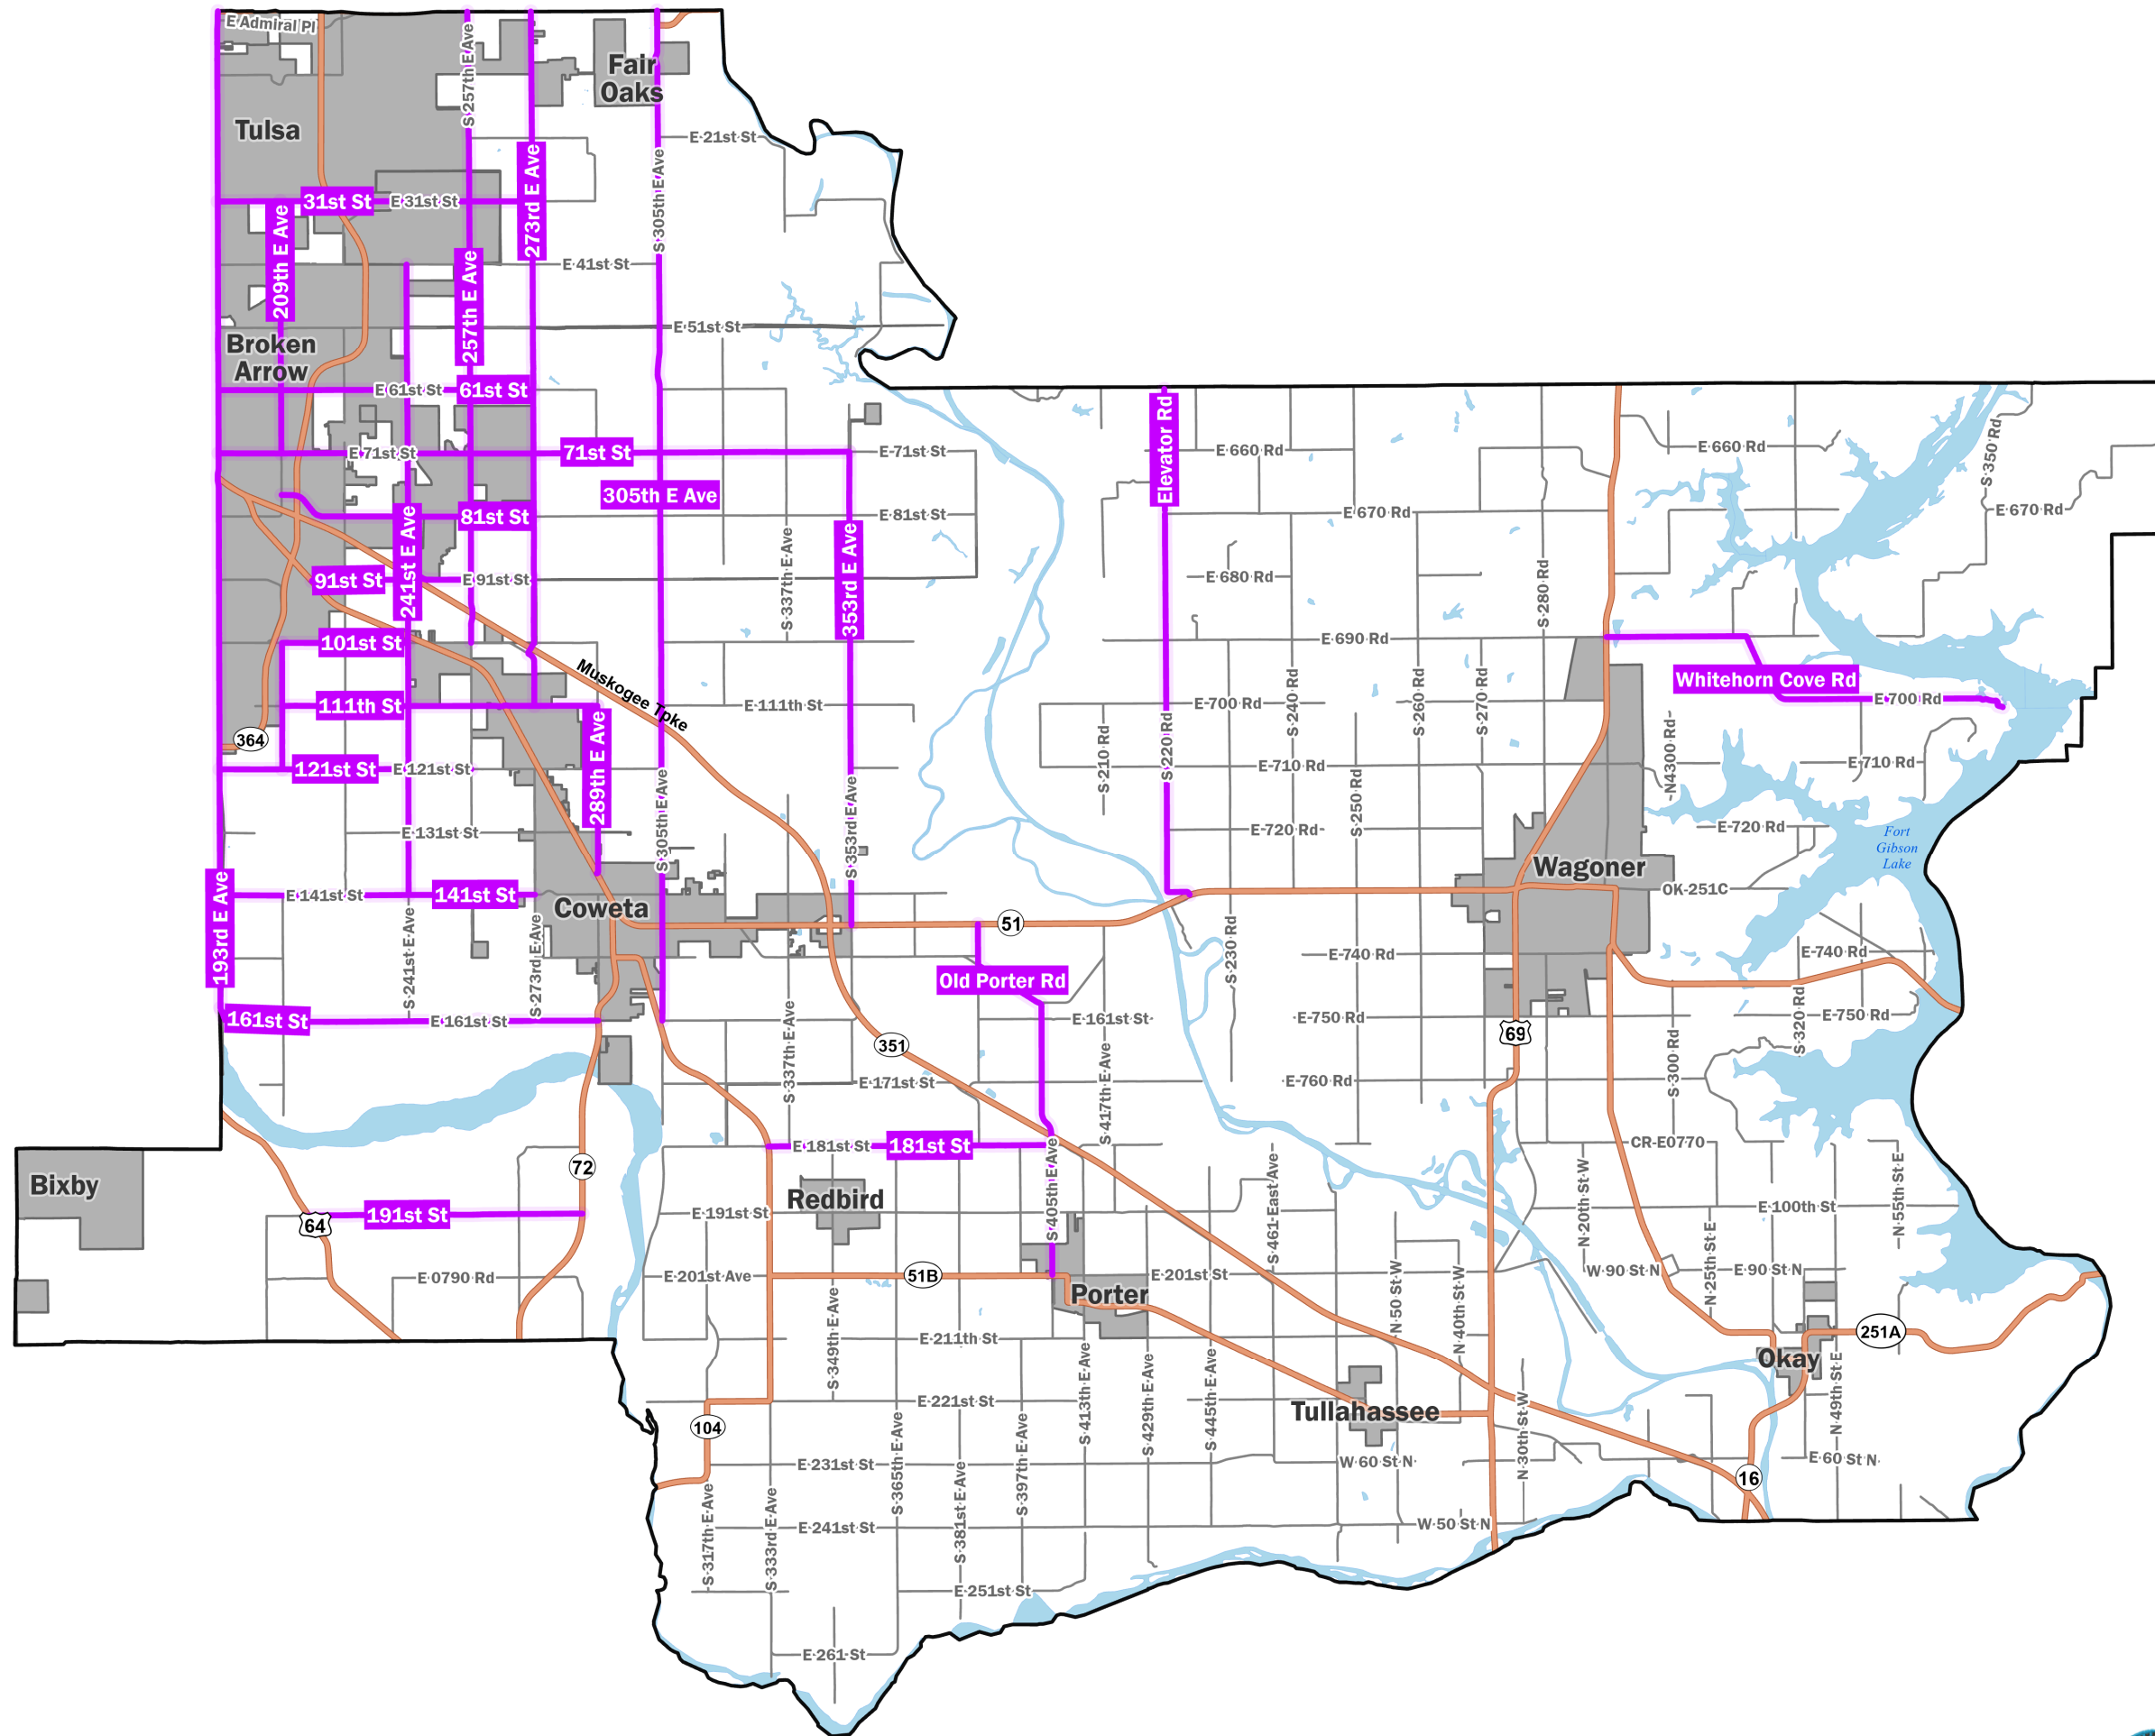 E Admiral Pl
S 257th E Ave
Fair
Oaks
Tulsa
E 21st St
273rd E Ave
S 305th E Ave
31st St
E 31st St
209th E Ave
257th E Ave
E 41st St
E 51st St
Broken
Arrow
E 61st St
61st St
Elevator Rd
E 71st St
71st St
E 71st St
E 660 Rd
E 660 Rd
S 350 Rd
305th E Ave
81st St
E 81st St
E 670 Rd
E 670 Rd
241st E Ave
91st St
E 91st St
S 337th E Ave
353rd E Ave
E 680 Rd
S 280 Rd
101st St
Muskogee Tpke
E 690 Rd
Whitehorn Cove Rd
111st St
E 111th St
E 700 Rd
S 240 Rd
S 260 Rd
S 270 Rd
E 700 Rd
364
289th E Ave
S 210 Rd
S 220 Rd
N4300 Rd
121st St
E 121st St
E 710 Rd
E 710 Rd
S 305th E Ave
S 353rd E Ave
S 250 Rd
E 131st St
E 720 Rd
E 720 Rd
Fort
Gibson
Lake
Wagoner
193rd E Ave
E 141st St
141st St
OK-251C
Coweta
51
S 241st E Ave
S 273rd E Ave
S 230 Rd
E 740 Rd
E 740 Rd
Old Porter Rd
161st St
E 161st St
E 161st St
E 750 Rd
E 750 Rd
S 320 Rd
69
351
S 337th E Ave
S 417th E Ave
S 300 Rd
E 171st St
E 760 Rd
E 181st St
181st St
CR-E0770
S 405th E Ave
72
Bixby
Redbird
S 461 East Ave
N 20th St W
N 55th St E
64
191st St
E 191st St
E 100th St
E 0790 Rd
E 201st Ave
51B
E 201st St
W 90 St N
E 90 St N
N 25th St E
Porter
N 50 St W
N 40th St W
S 349th E Ave
E 211th St
251A
Okay
N 49th St E
S 413th E Ave
S 429th E Ave
S 445th E Ave
E 221st St
Tullahassee
104
S 365th E Ave
S 397th E Ave
N 30th St W
E 231st St
W 60 St N
E 60 St N
16
S 317th E Ave
S 333rd E Ave
S 381st E Ave
E 241st St
W 50 St N
E 251st St
E 261 St